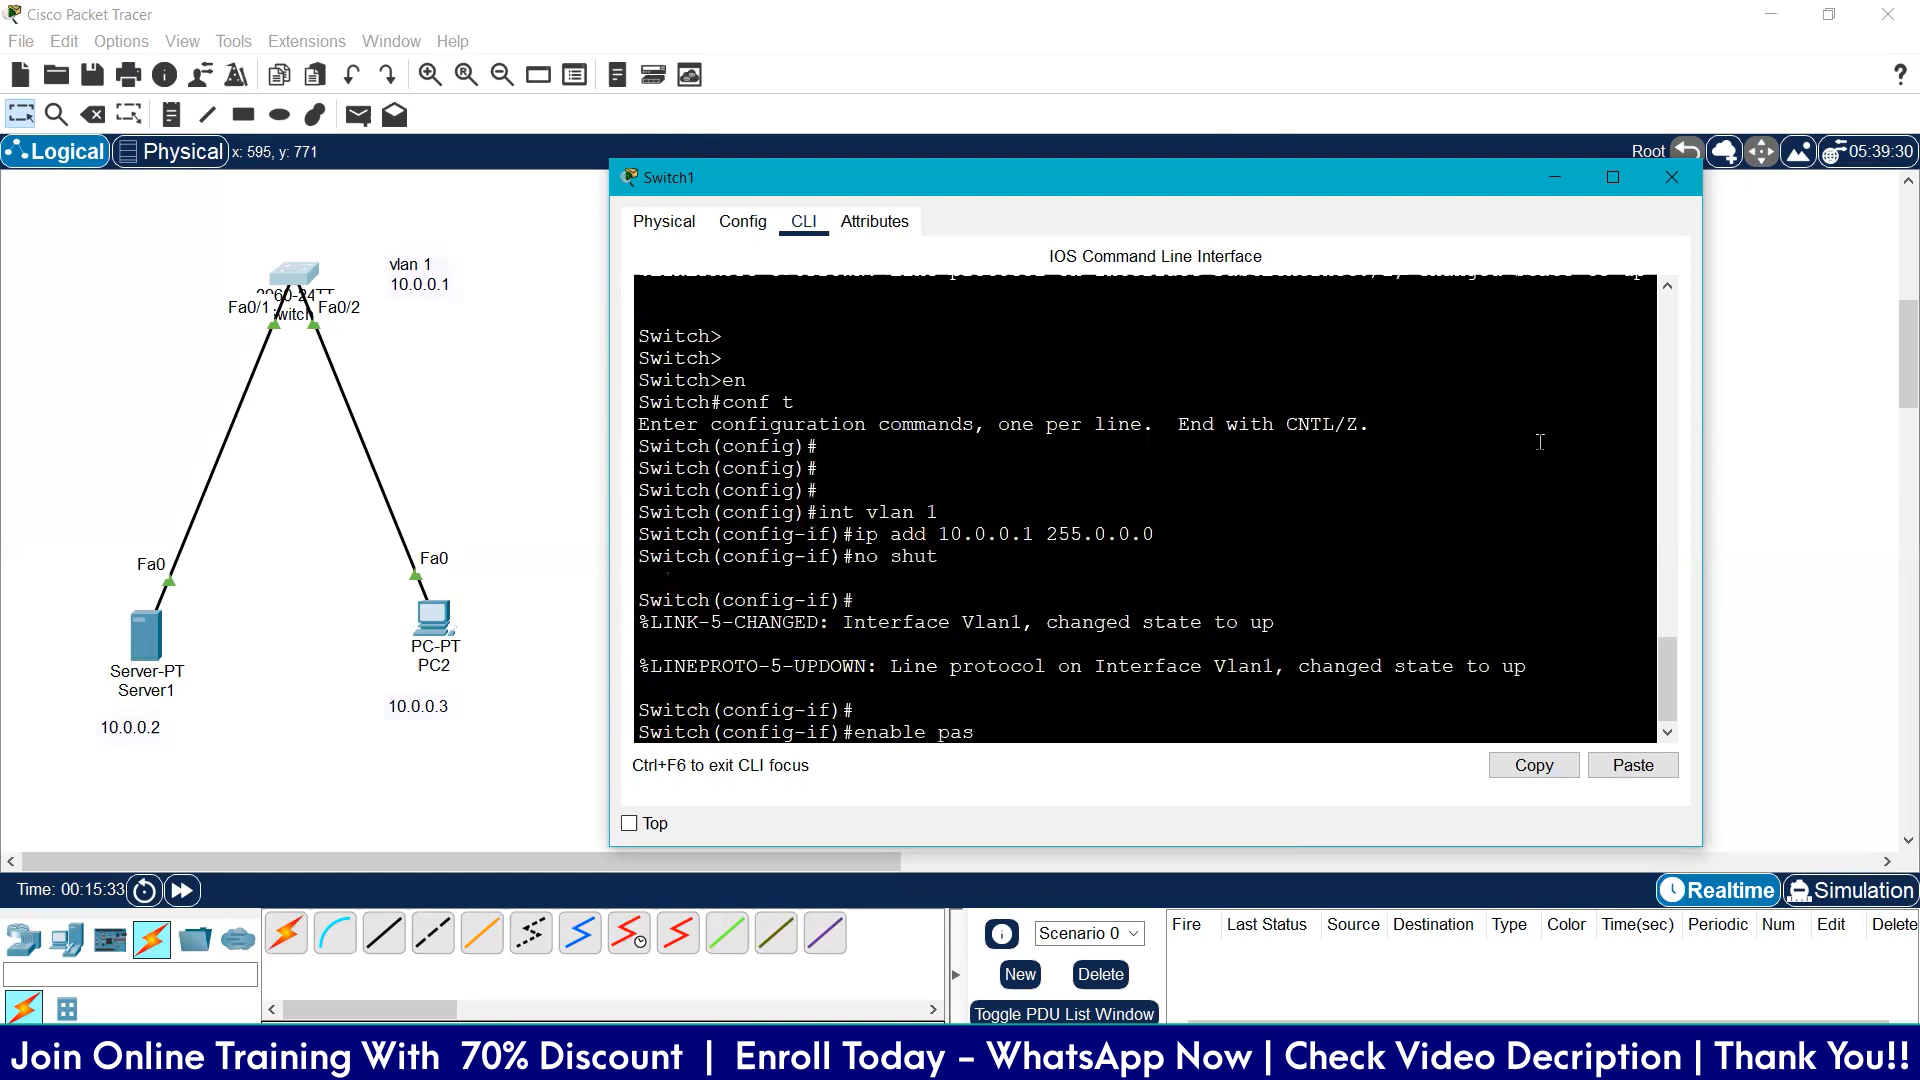 Cisco Packet Tracer
File Edit Options View Tools Extensions Window Help
?
Logical Physical x: 595, y: 771
Root 05:39:30
Switch1
Physical Config CLI Attributes
IOS Command Line Interface
Switch>
Switch>
Switch>en
Switch#conf t
Enter configuration commands, one per line.  End with CNTL/Z.
Switch(config)#
Switch(config)#
Switch(config)#
Switch(config)#int vlan 1
Switch(config-if)#ip add 10.0.0.1 255.0.0.0
Switch(config-if)#no shut
Switch(config-if)#
%LINK-5-CHANGED: Interface Vlan1, changed state to up
%LINEPROTO-5-UPDOWN: Line protocol on Interface Vlan1, changed state to up
Switch(config-if)#
Switch(config-if)#enable pas
Ctrl+F6 to exit CLI focus
Copy Paste
Top
vlan 1
10.0.0.1
Fa0/1 Fa0/2
Fa0
Fa0
Server-PT
Server1
10.0.0.2
PC-PT
PC2
10.0.0.3
Time: 00:15:33
Realtime Simulation
Scenario 0
New Delete
Toggle PDU List Window
Fire Last Status Source Destination Type Color Time(sec) Periodic Num Edit Delete
Join Online Training With 70% Discount | Enroll Today – WhatsApp Now | Check Video Decription | Thank You!!